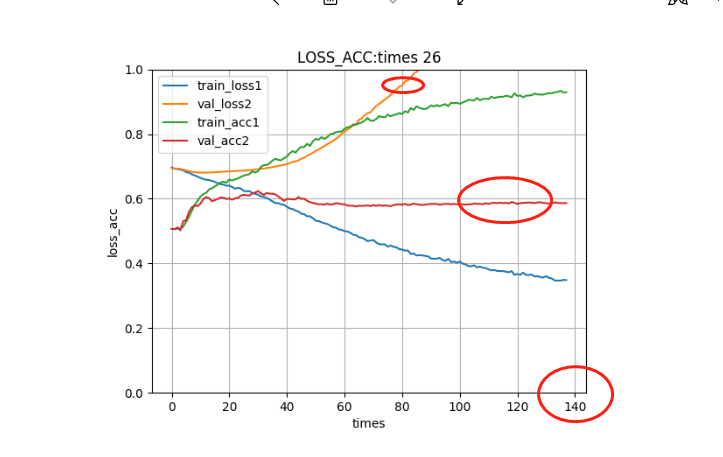 LOSS_ACC:times 26
1.0
train_loss1
val_loss2
train_acc1
val_acc2
0.8
0.6
loss_acc
0.4
0.2
0.0
0 20 40 60 80 100 120 140
times